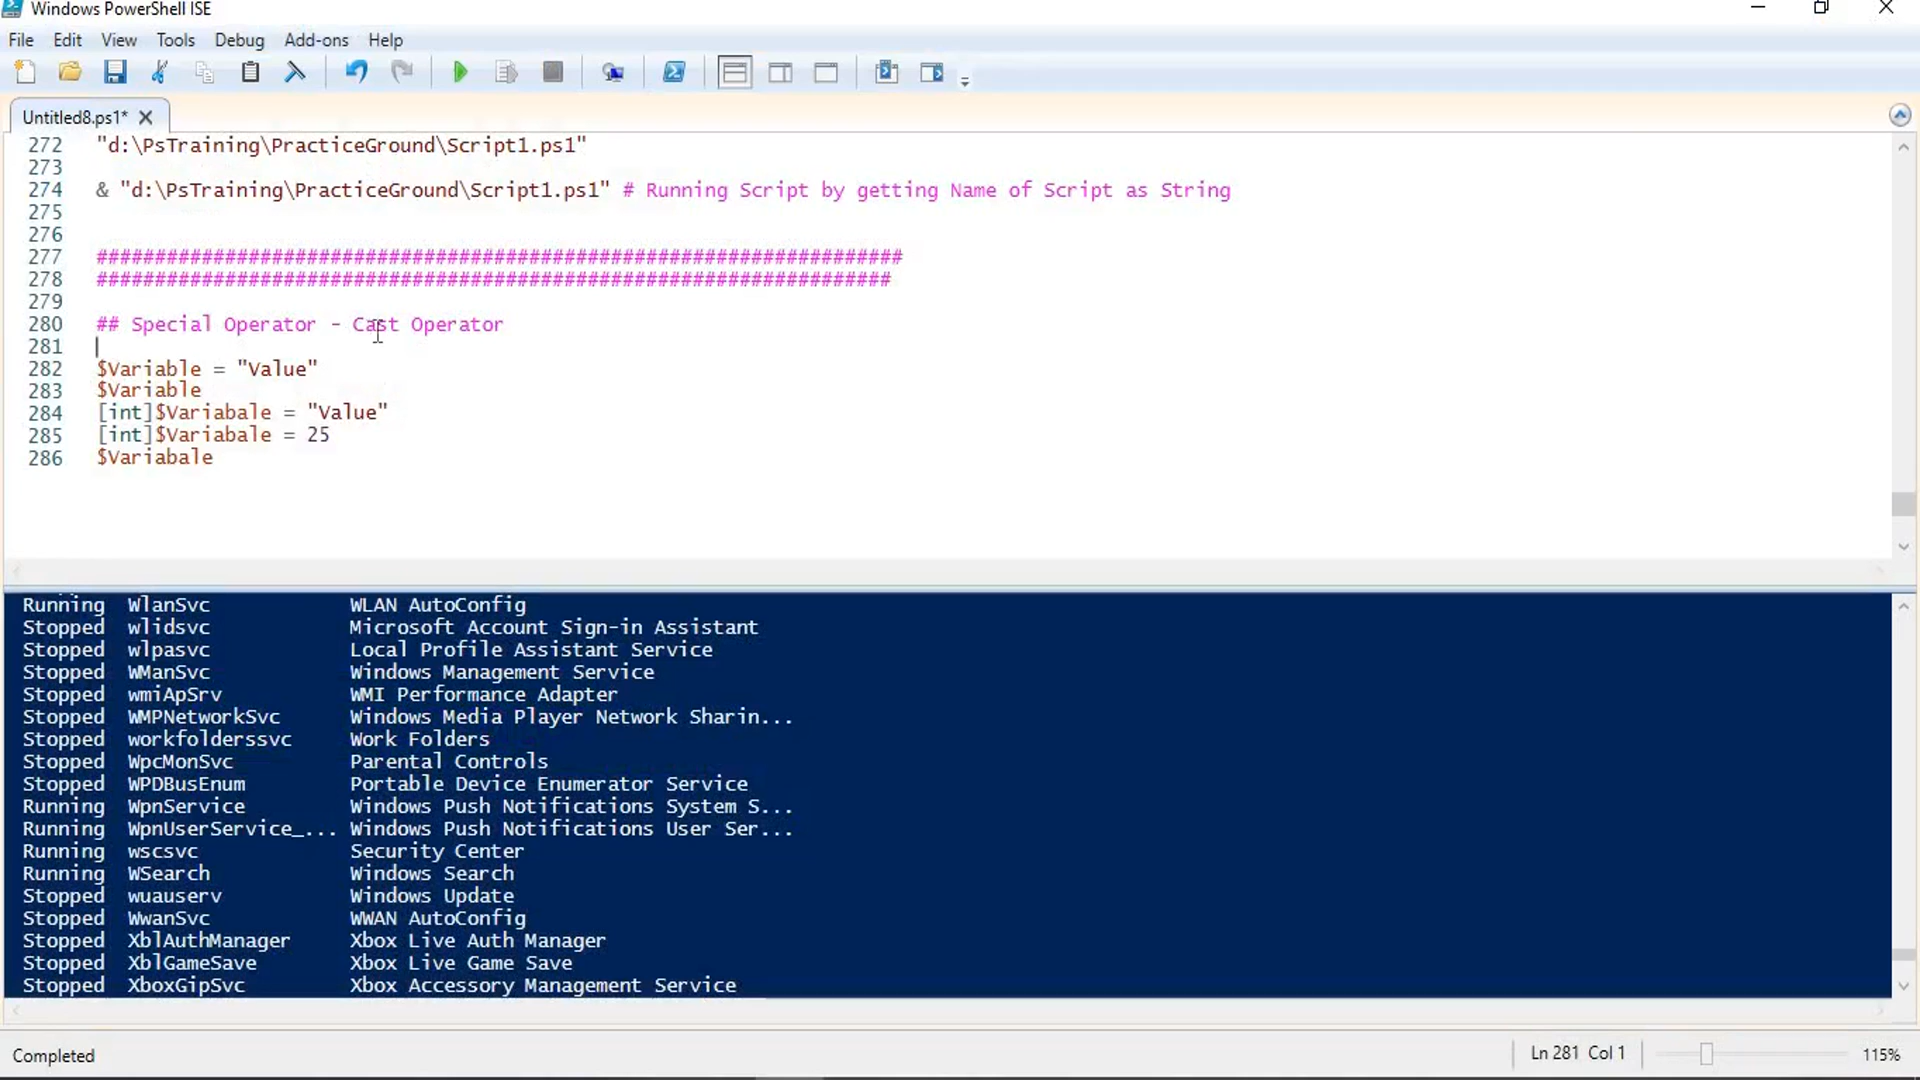 Windows PowerShell ISE
File Edit View Tools Debug Add-ons Help
Untitled8.ps1* X
272 "d:\PsTraining\PracticeGround\Script1.ps1"
273
274 & "d:\PsTraining\PracticeGround\Script1.ps1" # Running Script by getting Name of Script as String
275
276
277 #####################################################################
278 ####################################################################
279
280 ## Special Operator - Cast Operator
281
282 $Variable = "Value"
283 $Variable
284 [int]$Variabale = "Value"
285 [int]$Variabale = 25
286 $Variabale
Running WlanSvc WLAN AutoConfig
Stopped wlidsvc Microsoft Account Sign-in Assistant
Stopped wlpasvc Local Profile Assistant Service
Stopped WManSvc Windows Management Service
Stopped wmiApSrv WMI Performance Adapter
Stopped WMPNetworkSvc Windows Media Player Network Sharin...
Stopped workfolderssvc Work Folders
Stopped WpcMonSvc Parental Controls
Stopped WPDBusEnum Portable Device Enumerator Service
Running WpnService Windows Push Notifications System S...
Running WpnUserService_... Windows Push Notifications User Ser...
Running wscsvc Security Center
Running WSearch Windows Search
Stopped wuauserv Windows Update
Stopped WwanSvc WWAN AutoConfig
Stopped XblAuthManager Xbox Live Auth Manager
Stopped XblGameSave Xbox Live Game Save
Stopped XboxGipSvc Xbox Accessory Management Service
Completed Ln 281 Col 1 115%